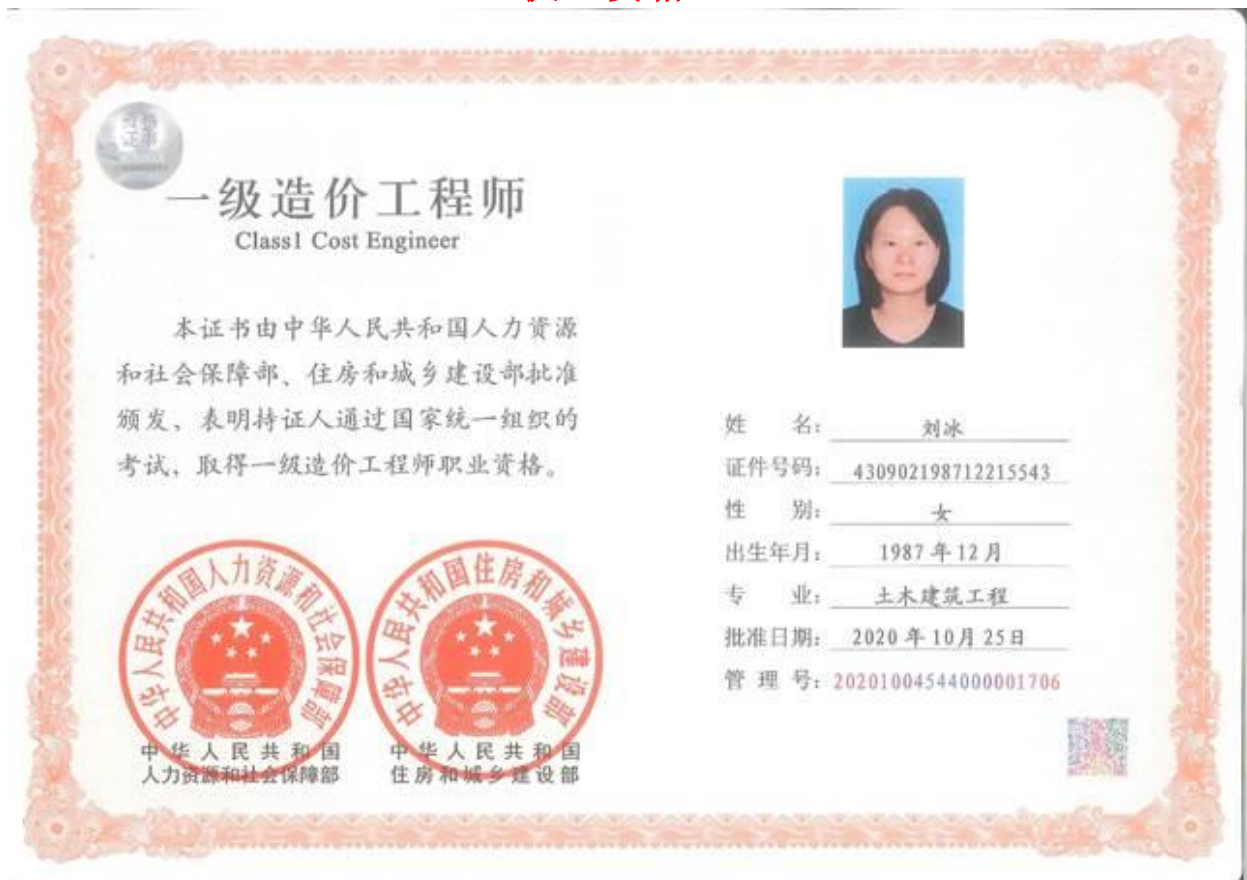 一级造价工程师
Class1 Cost Engineer
本证书由中华人民共和国人力资源
和社会保障部、住房和城乡建设部批准
颁发，表明持证人通过国家统一组织的
考试，取得一级造价工程师职业资格。
中华人民共和国人力资源和社会保障部
中华人民共和国住房和城乡建设部
中华人民共和国
人力资源和社会保障部
中华人民共和国
住房和城乡建设部
姓 名：刘冰
证件号码：430902198712215543
性 别：女
出生年月：1987年12月
专 业：土木建筑工程
批准日期：2020年10月25日
管 理 号：20201004544000001706